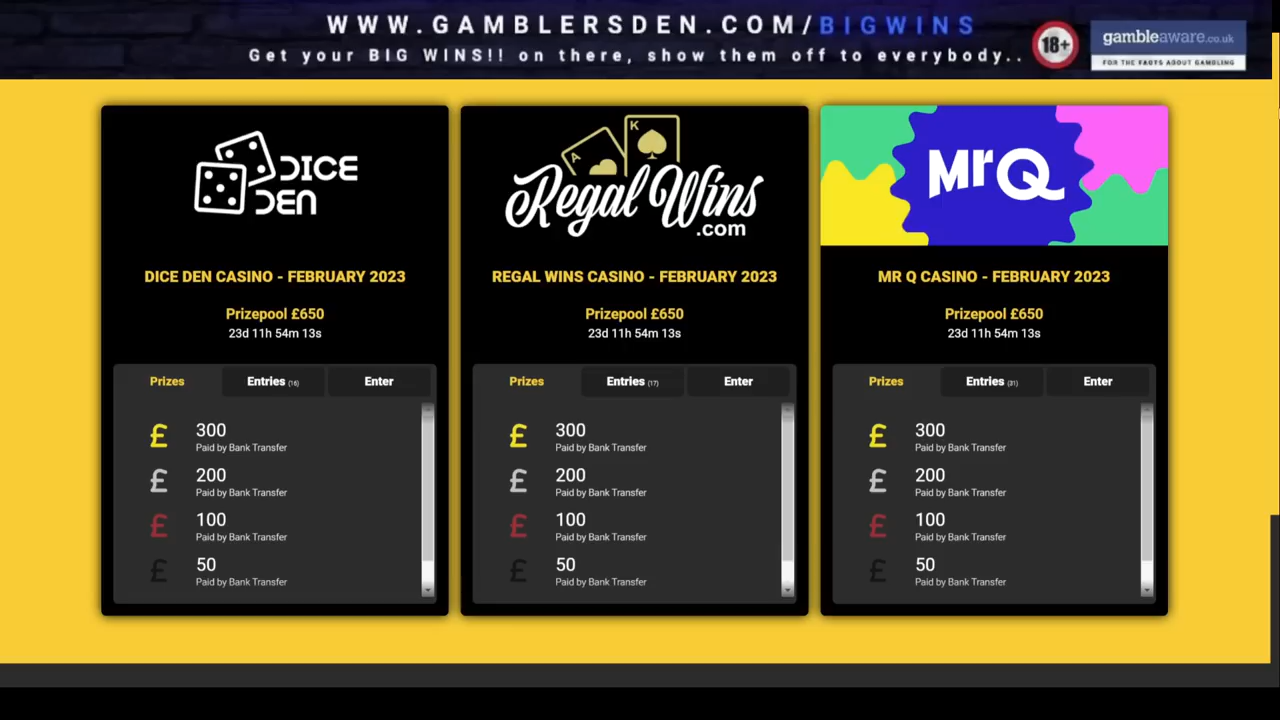 WWW.GAMBLERSDEN.COM/BIGWINS
Get your BIG WINS!! on there, show them off to everybody..
18+
gambleaware.co.uk
FOR THE FACTS ABOUT GAMBLING
DICE
DEN
DICE DEN CASINO - FEBRUARY 2023
Prizepool £650
23d 11h 54m 13s
Prizes Entries (16) Enter
£ 300
Paid by Bank Transfer
£ 200
Paid by Bank Transfer
£ 100
Paid by Bank Transfer
£ 50
Paid by Bank Transfer
A K
Regal Wins
.com
REGAL WINS CASINO - FEBRUARY 2023
Prizepool £650
23d 11h 54m 13s
Prizes Entries (17) Enter
£ 300
Paid by Bank Transfer
£ 200
Paid by Bank Transfer
£ 100
Paid by Bank Transfer
£ 50
Paid by Bank Transfer
MrQ
MR Q CASINO - FEBRUARY 2023
Prizepool £650
23d 11h 54m 13s
Prizes Entries (31) Enter
£ 300
Paid by Bank Transfer
£ 200
Paid by Bank Transfer
£ 100
Paid by Bank Transfer
£ 50
Paid by Bank Transfer